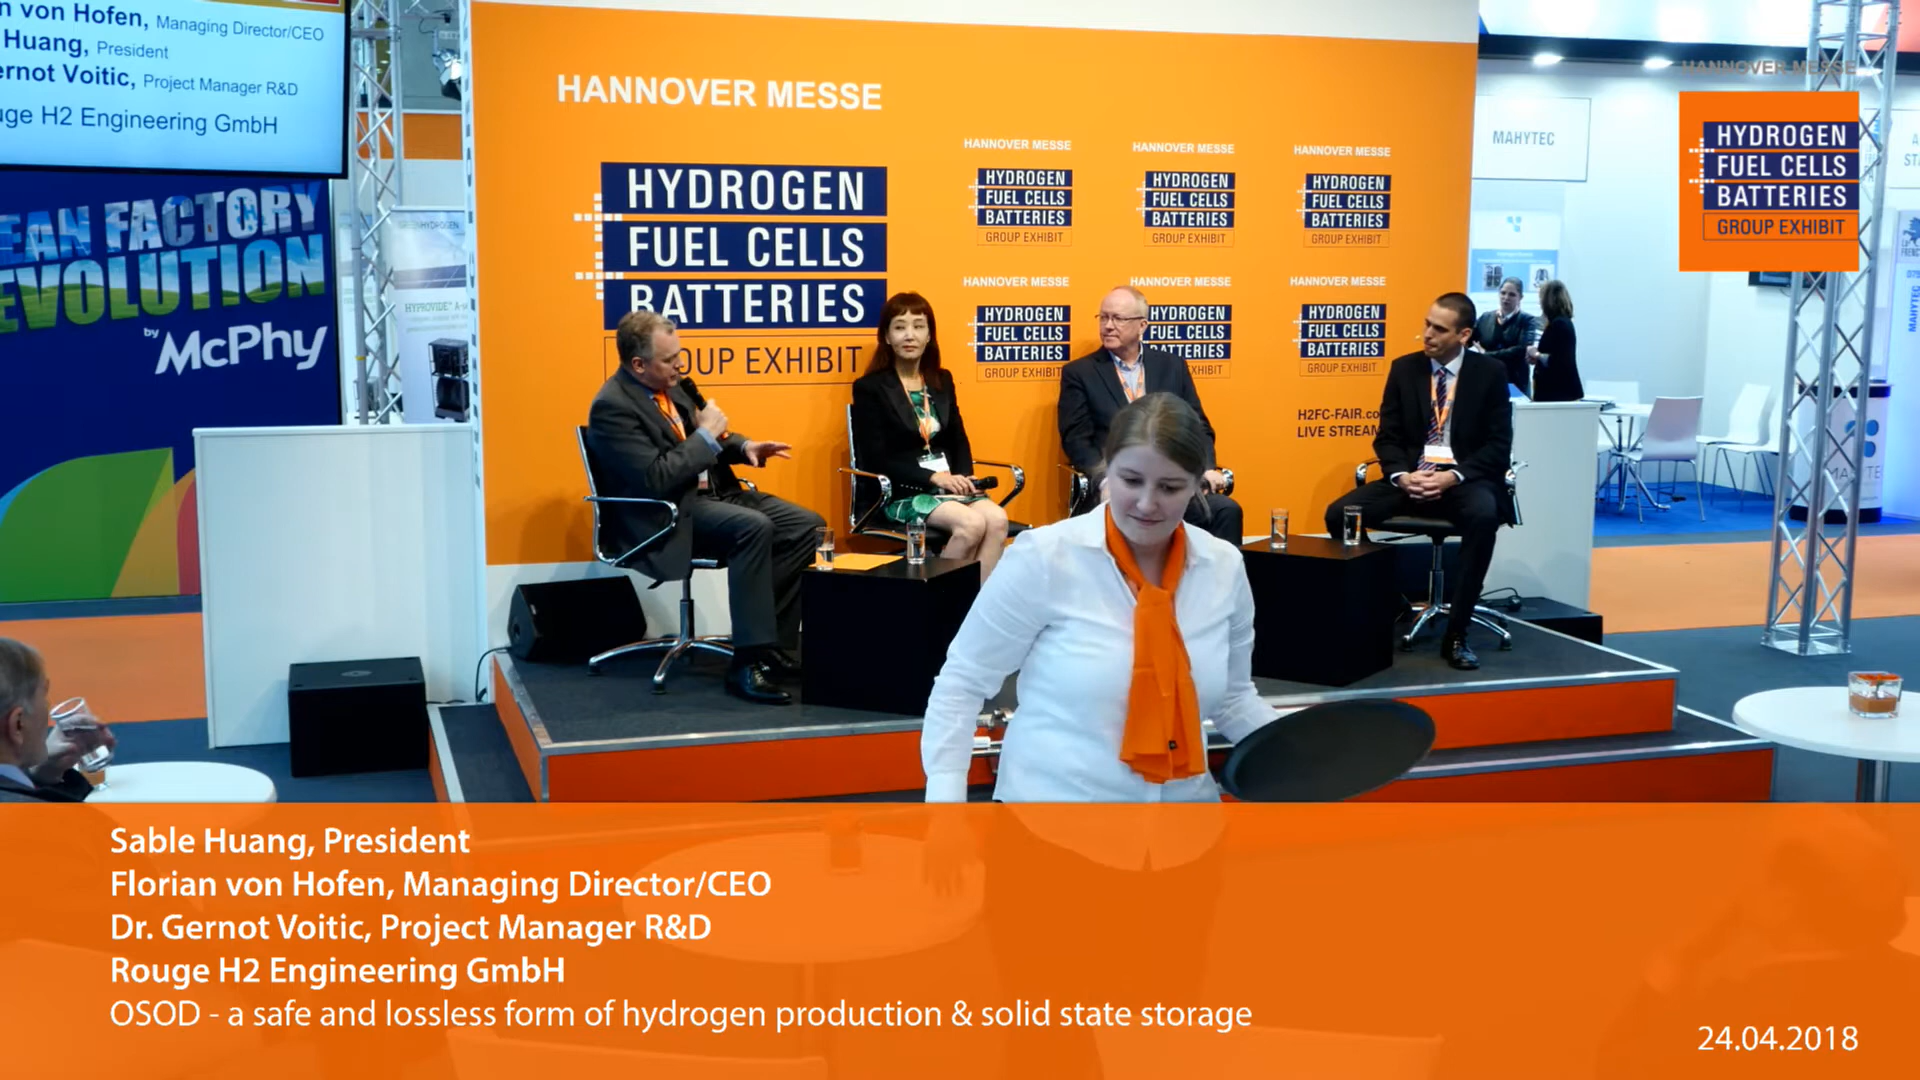 n von Hofen, Managing Director/CEO
Huang, President
ernot Voitic, Project Manager R&D
uge H2 Engineering GmbH
EAN FACTORY
EVOLUTION
by McPhy
HYPROVIDE™
HANNOVER MESSE
HYDROGEN
FUEL CELLS
BATTERIES
GROUP EXHIBIT
HANNOVER MESSE
HYDROGEN
FUEL CELLS
BATTERIES
GROUP EXHIBIT
HANNOVER MESSE
HYDROGEN
FUEL CELLS
BATTERIES
GROUP EXHIBIT
HANNOVER MESSE
HYDROGEN
FUEL CELLS
BATTERIES
GROUP EXHIBIT
HANNOVER MESSE
HYDROGEN
FUEL CELLS
BATTERIES
GROUP EXHIB
HANNOVER MESSE
HYDROGEN
FUEL CELLS
BATTERIES
XHIBIT
HANNOVER MESSE
HYDROGEN
FUEL CELLS
BATTERIES
GROUP EXHIBIT
H2FC-FAIR.co
LIVE STREAM
MAHYTEC
HANNOVER MESSE
HYDROGEN
FUEL CELLS
BATTERIES
GROUP EXHIBIT
MAHYTEC
Sable Huang, President
Florian von Hofen, Managing Director/CEO
Dr. Gernot Voitic, Project Manager R&D
Rouge H2 Engineering GmbH
OSOD - a safe and lossless form of hydrogen production & solid state storage
24.04.2018